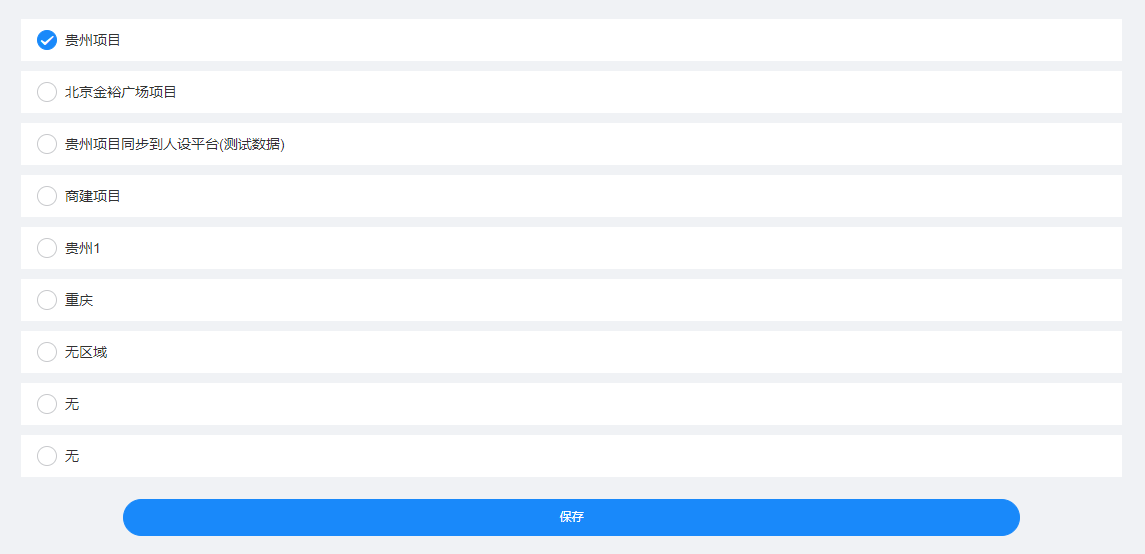 贵州项目
北京金裕广场项目
贵州项目同步到人设平台(测试数据)
商建项目
贵州1
重庆
无区域
无
无
保存